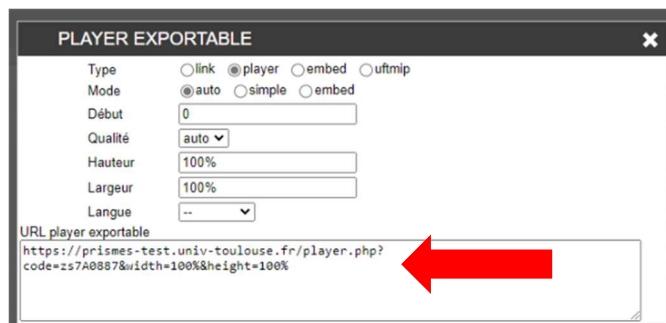 PLAYER EXPORTABLE
Type link player embed uftmip
Mode auto simple embed
Début 0
Qualité auto
Hauteur 100%
Largeur 100%
Langue --
URL player exportable
https://prismes-test.univ-toulouse.fr/player.php?
code=zs7A0887&width=100%&height=100%